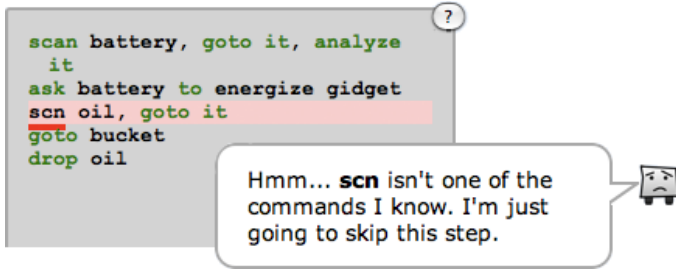 ?
scan battery, goto it, analyze
it
ask battery to energize gidget
scn oil, goto it
goto bucket
drop oil
Hmm... scn isn't one of the
commands I know. I'm just
going to skip this step.